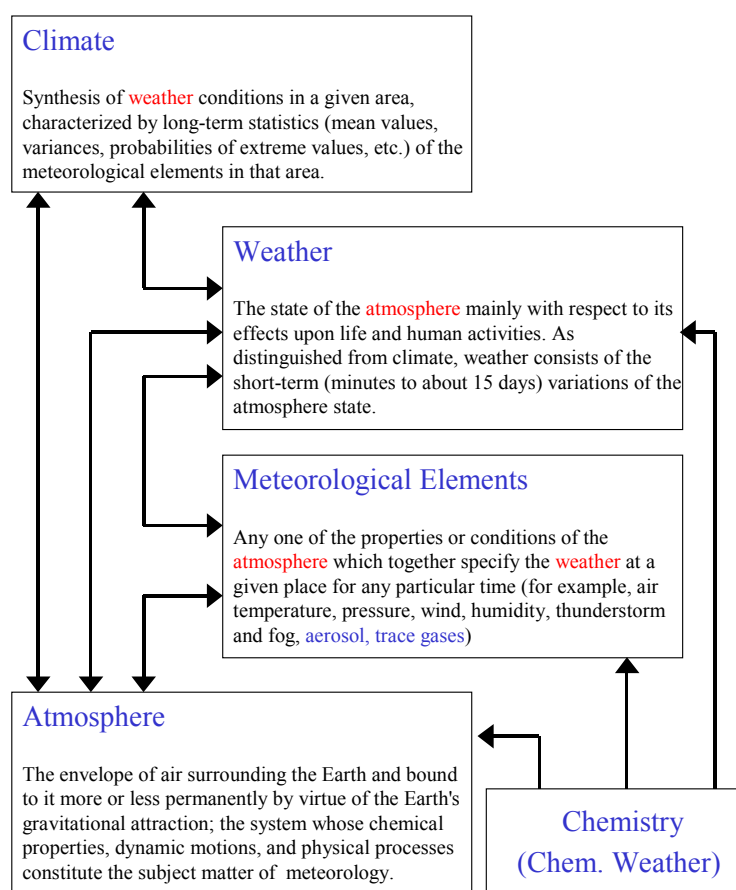 Climate
Synthesis of weather conditions in a given area,
characterized by long-term statistics (mean values,
variances, probabilities of extreme values, etc.) of the
meteorological elements in that area.
Weather
The state of the atmosphere mainly with respect to its
effects upon life and human activities. As
distinguished from climate, weather consists of the
short-term (minutes to about 15 days) variations of the
atmosphere state.
Meteorological Elements
Any one of the properties or conditions of the
atmosphere which together specify the weather at a
given place for any particular time (for example, air
temperature, pressure, wind, humidity, thunderstorm
and fog, aerosol, trace gases)
Atmosphere
The envelope of air surrounding the Earth and bound
to it more or less permanently by virtue of the Earth's
gravitational attraction; the system whose chemical
properties, dynamic motions, and physical processes
constitute the subject matter of meteorology.
Chemistry
(Chem. Weather)